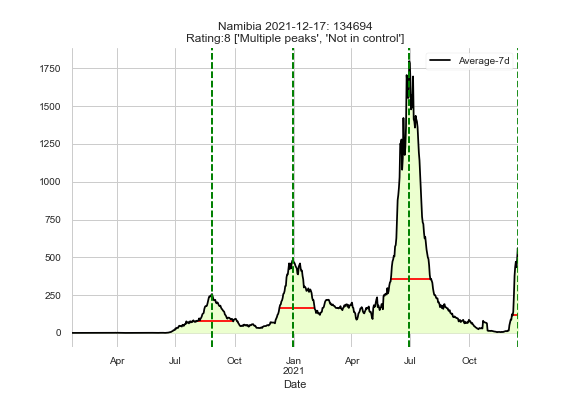 Namibia 2021-12-17: 134694
Rating:8 ['Multiple peaks', 'Not in control']
Average-7d
1750
1500
1250
1000
750
500
250
0
Apr Jul Oct Jan Apr Jul Oct
2021
Date